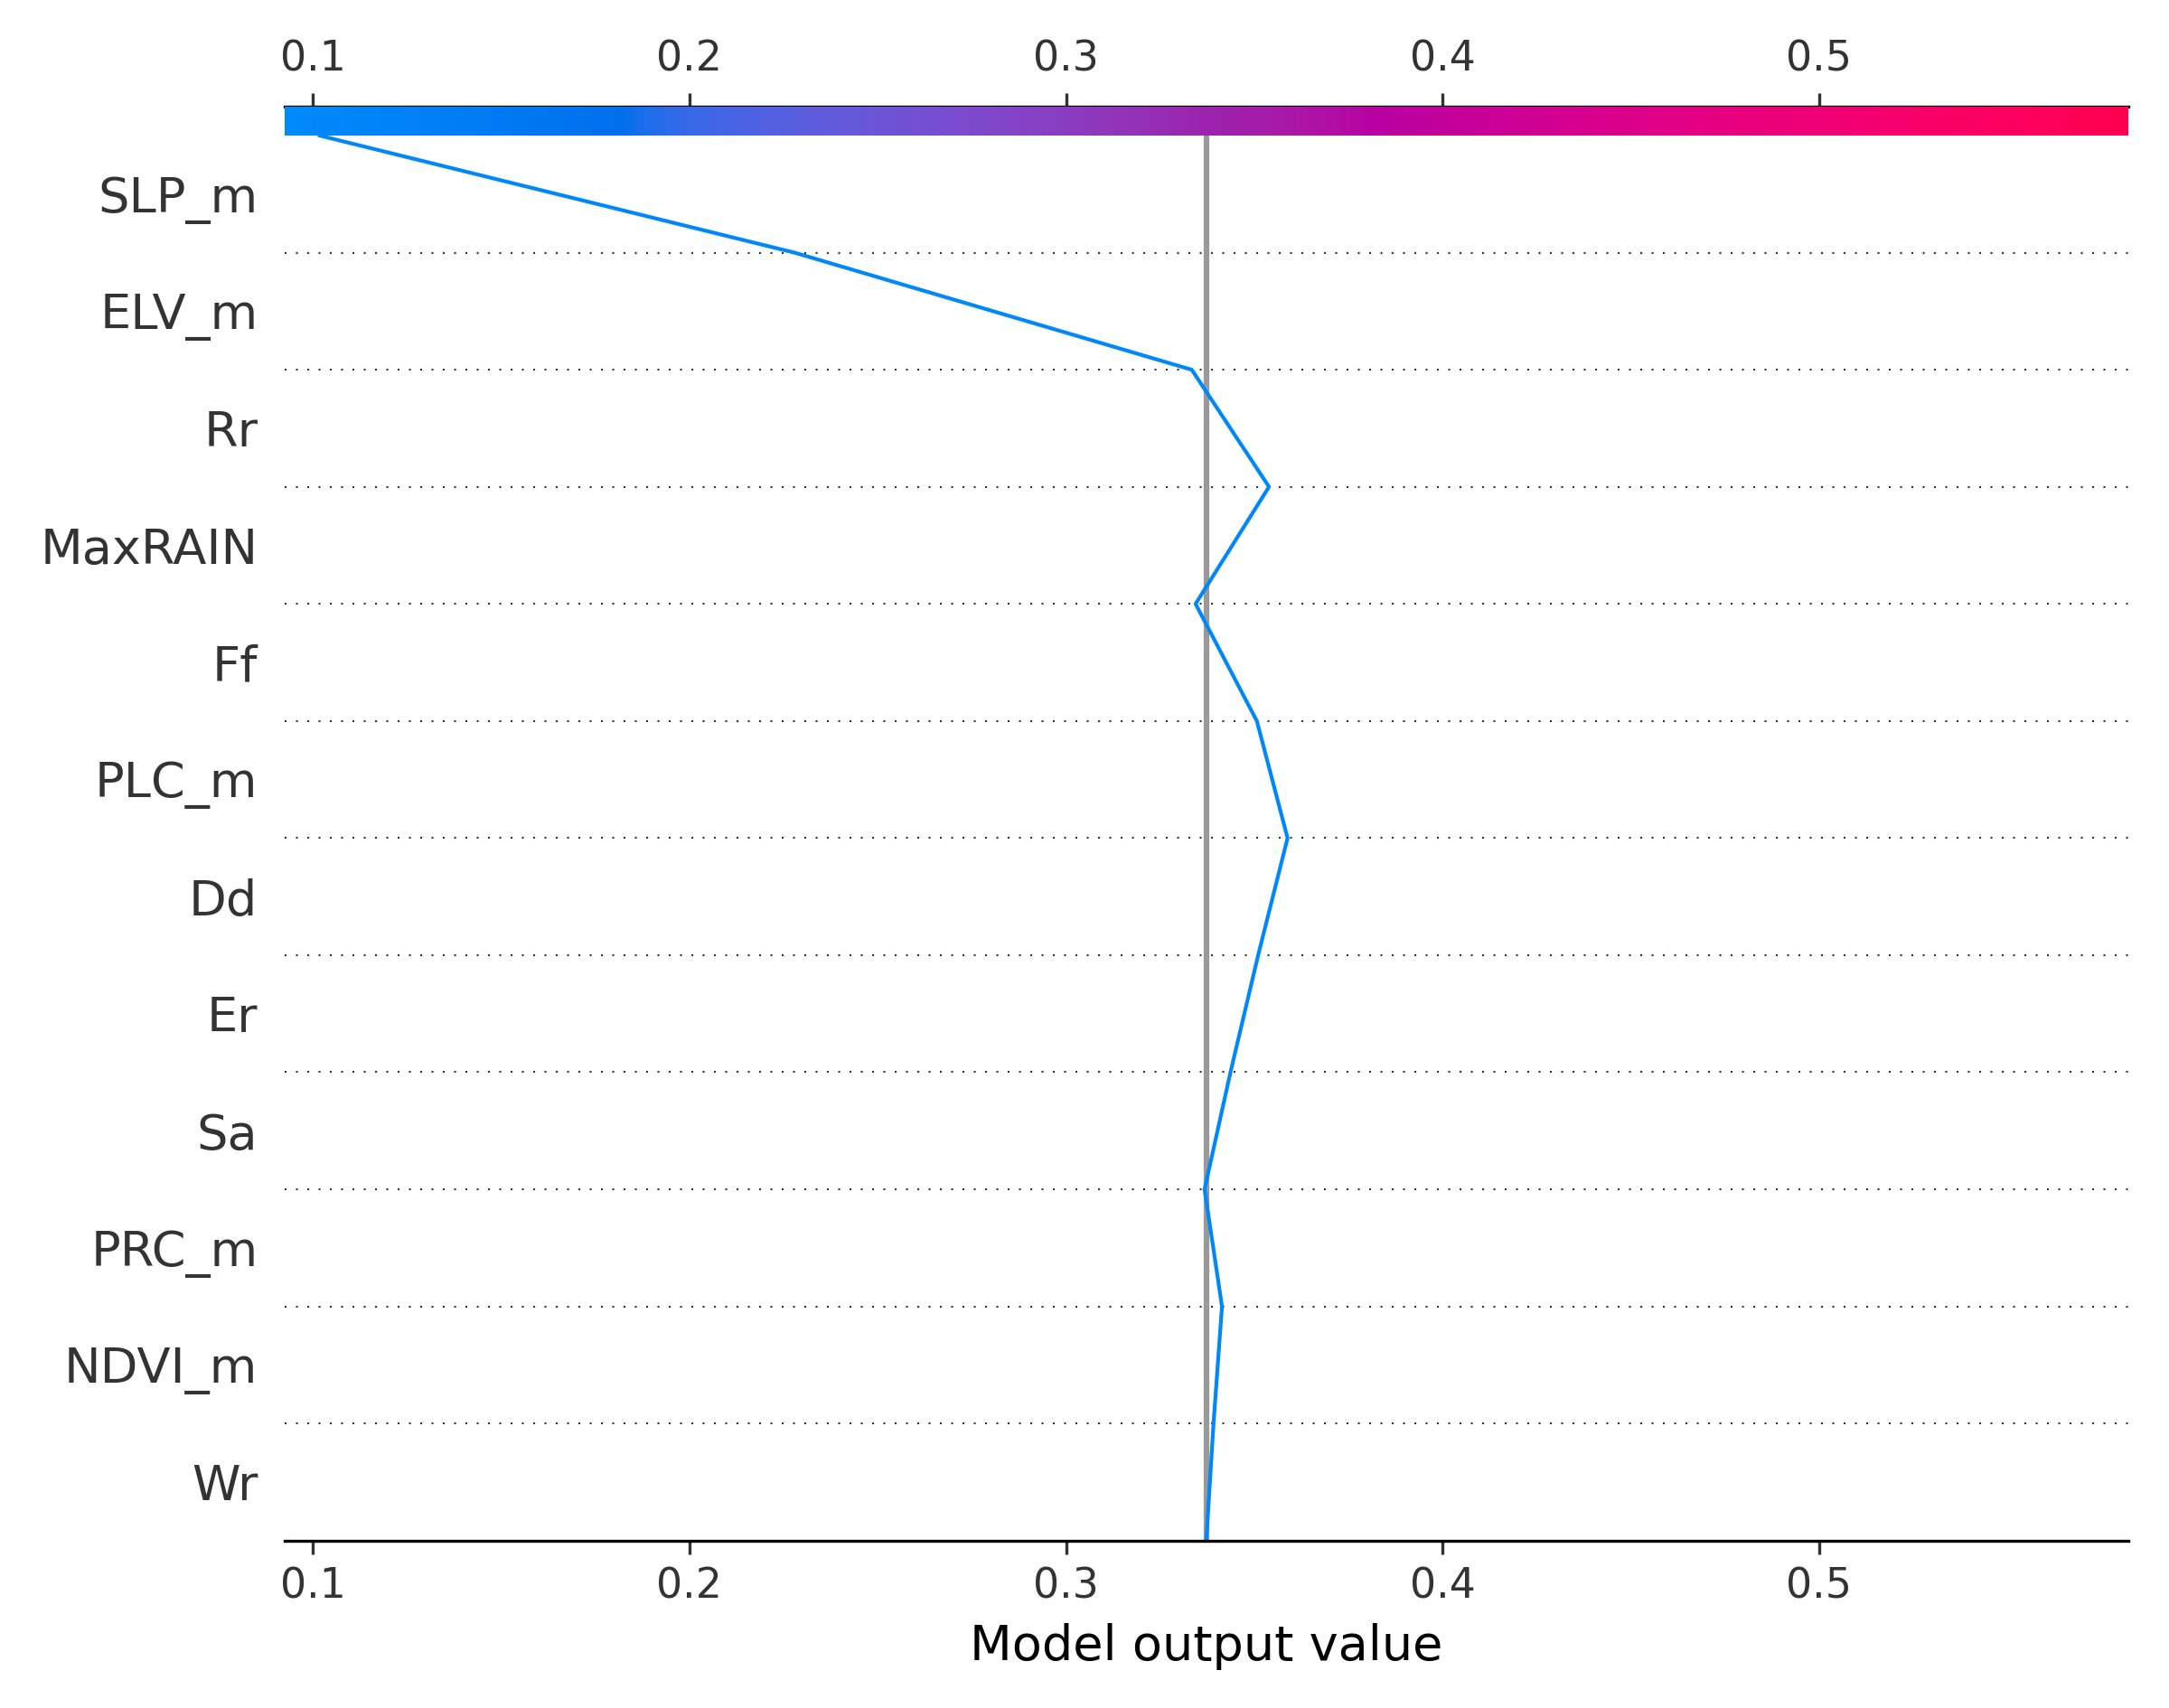 0.1 0.2 0.3 0.4 0.5
SLP_m
ELV_m
Rr
MaxRAIN
Ff
PLC_m
Dd
Er
Sa
PRC_m
NDVI_m
Wr
0.1 0.2 0.3 0.4 0.5
Model output value